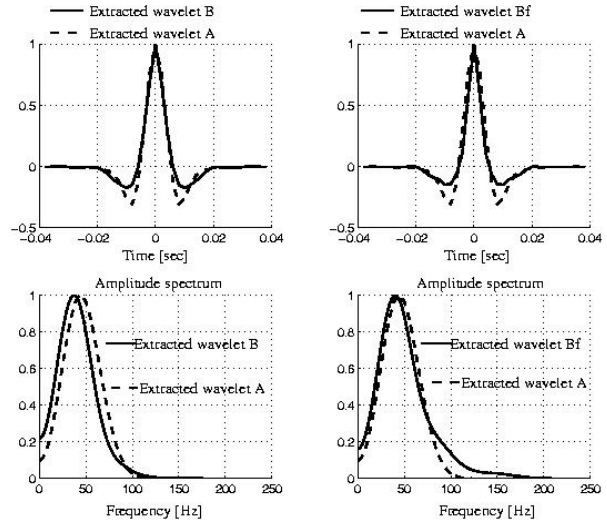 Extracted wavelet B
Extracted wavelet A
1
0.5
0
−0.5
−0.04 −0.02 0 0.02 0.04
Time [sec]
Extracted wavelet Bf
Extracted wavelet A
1
0.5
0
−0.5
−0.04 −0.02 0 0.02 0.04
Time [sec]
Amplitude spectrum
1
0.8
0.6
0.4
0.2
0
Extracted wavelet B
Extracted wavelet A
0 50 100 150 200 250
Frequency [Hz]
Amplitude spectrum
1
0.8
0.6
0.4
0.2
0
Extracted wavelet Bf
Extracted wavelet A
0 50 100 150 200 250
Frequency [Hz]